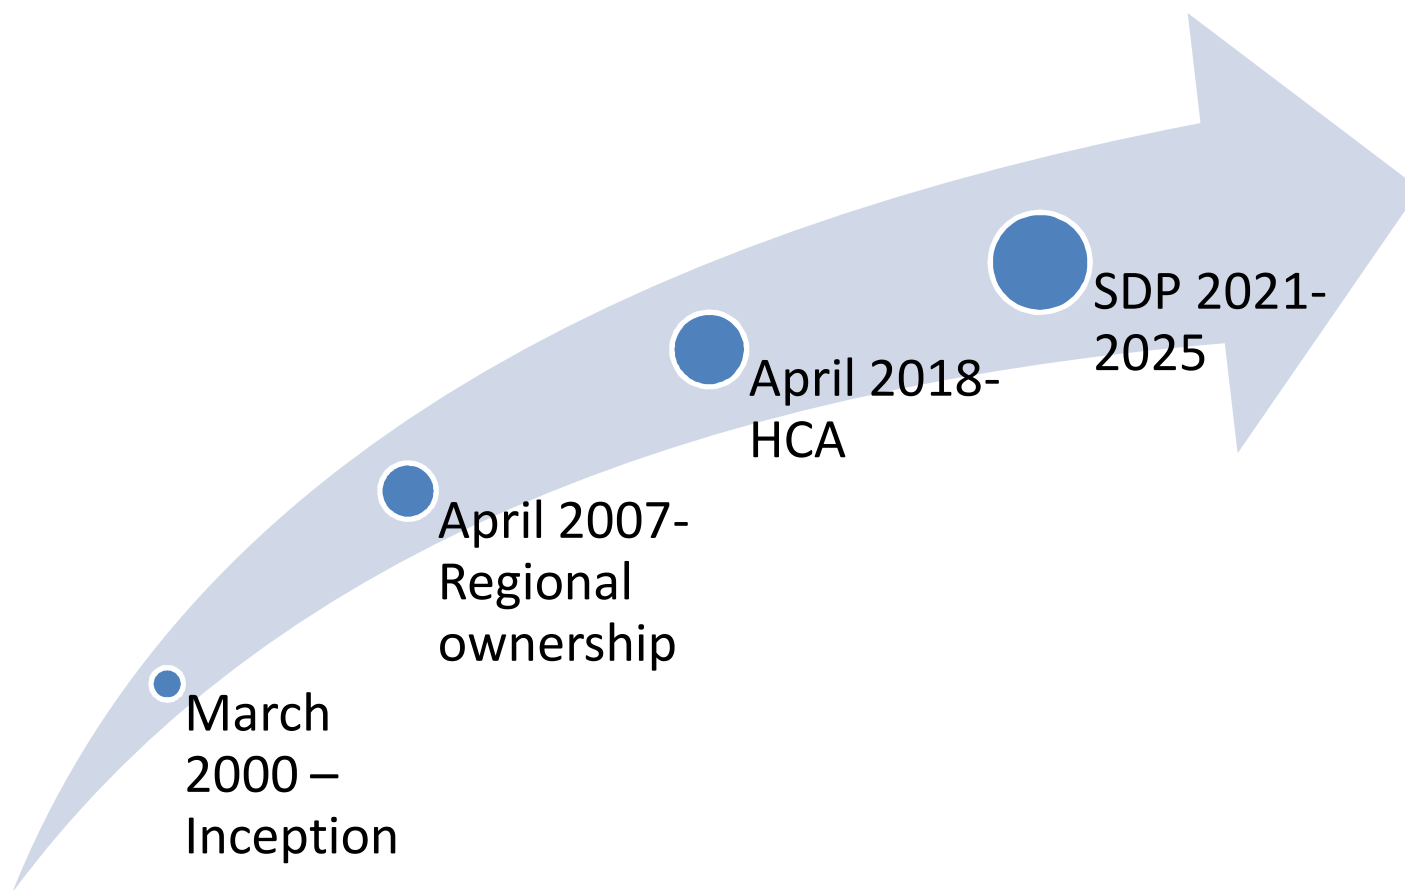 March
2000 –
Inception
April 2007-
Regional
ownership
April 2018-
HCA
SDP 2021-
2025